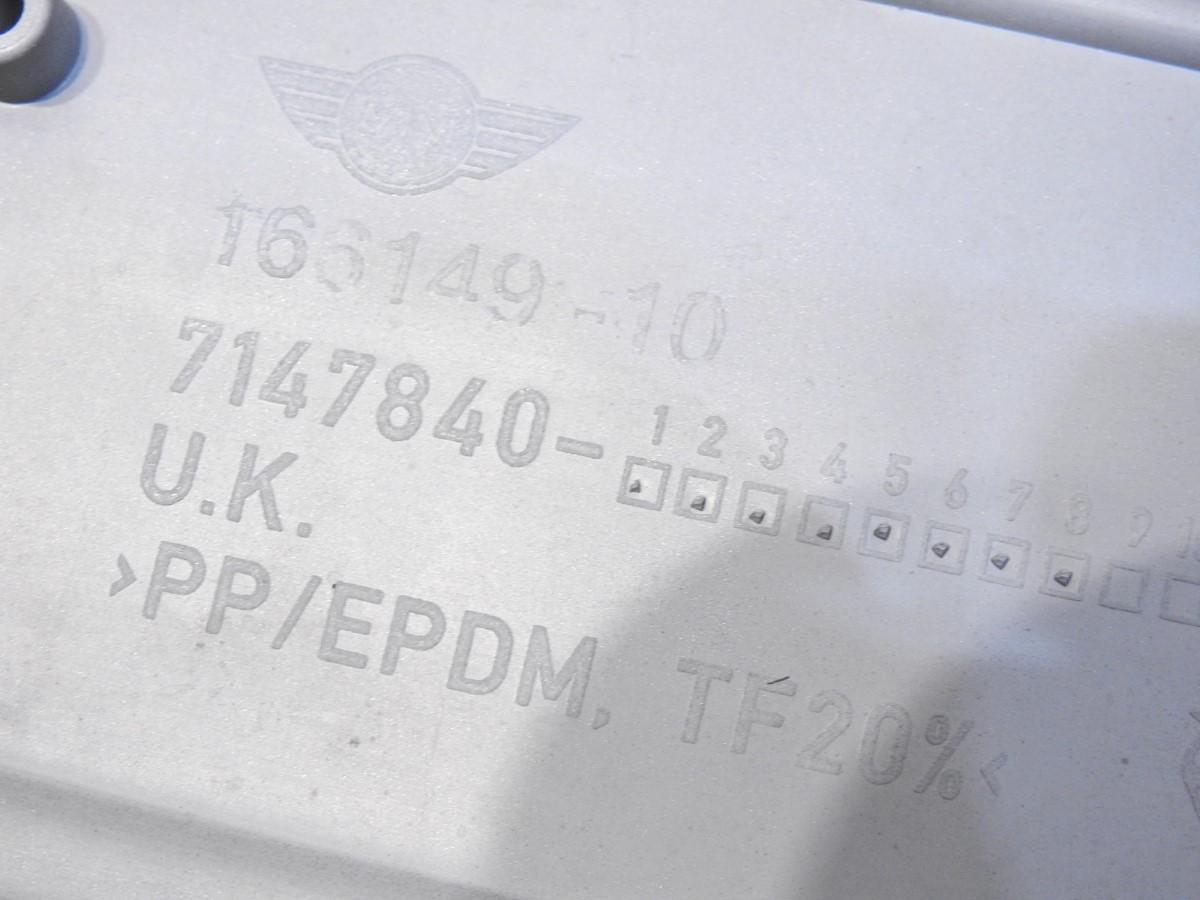 166149-10
7147840-
1 2 3 4 5 6 7 8 9
U.K.
>PP/EPDM, TF20%<